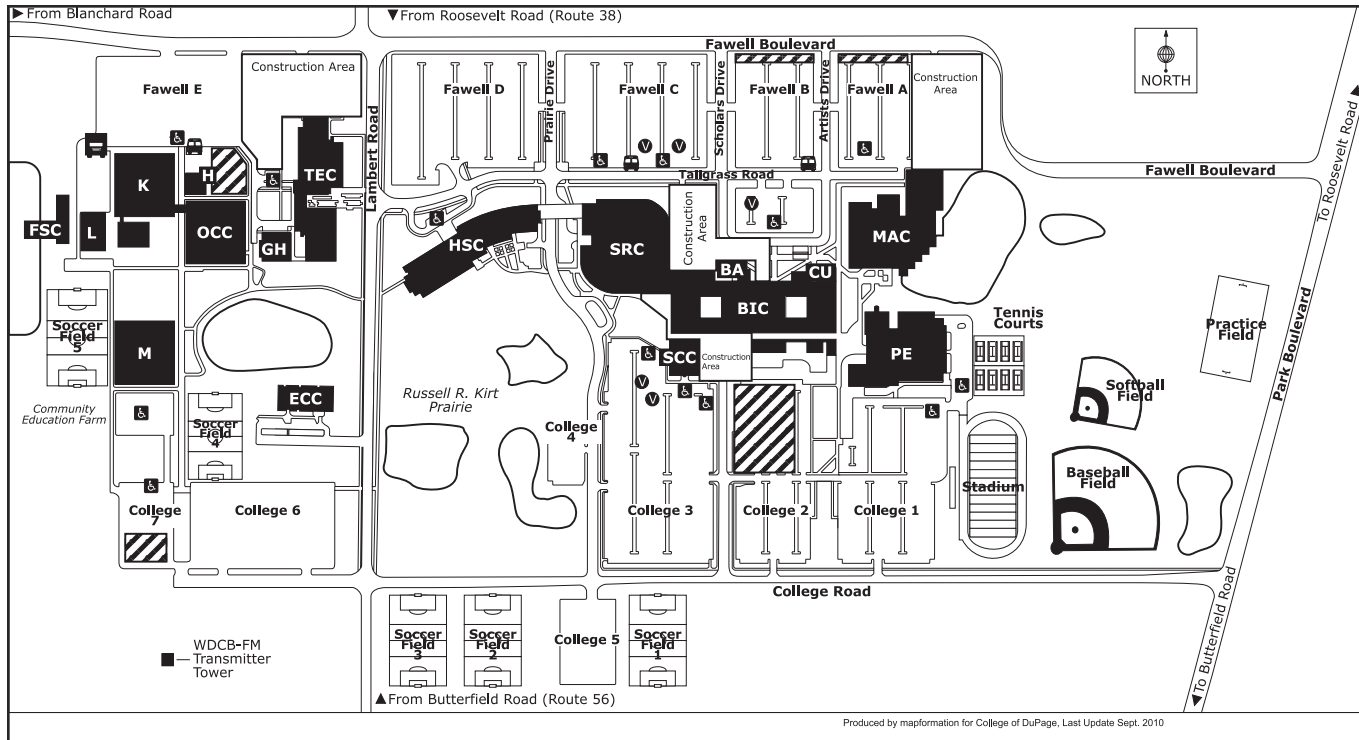 ▶From Blanchard Road
▼From Roosevelt Road (Route 38)
Fawell Boulevard
NORTH
Construction Area
Fawell E
Fawell D
Fawell C
Fawell B
Fawell A
Construction
Area
Prairie Drive
Scholars Drive
Artists Drive
Lambert Road
To Roosevelt Road ▶
Tallgrass Road
Fawell Boulevard
K
H
TEC
V
V
V
FSC
L
OCC
GH
HSC
SRC
Construction
Area
MAC
BA
CU
BIC
Soccer
Field
5
M
SCC
Construction
Area
PE
Tennis
Courts
Practice
Field
Park Boulevard
V
V
ECC
Russell R. Kirt
Prairie
Softball
Field
Community
Education Farm
Soccer
Field
4
College
4
Baseball
Field
Stadium
College
7
College 6
College 3
College 2
College 1
College Road
Soccer
Field
3
Soccer
Field
2
College 5
Soccer
Field
1
WDCB-FM
Transmitter
Tower
▲From Butterfield Road (Route 56)
◀To Butterfield Road
Produced by mapformation for College of DuPage, Last Update Sept. 2010